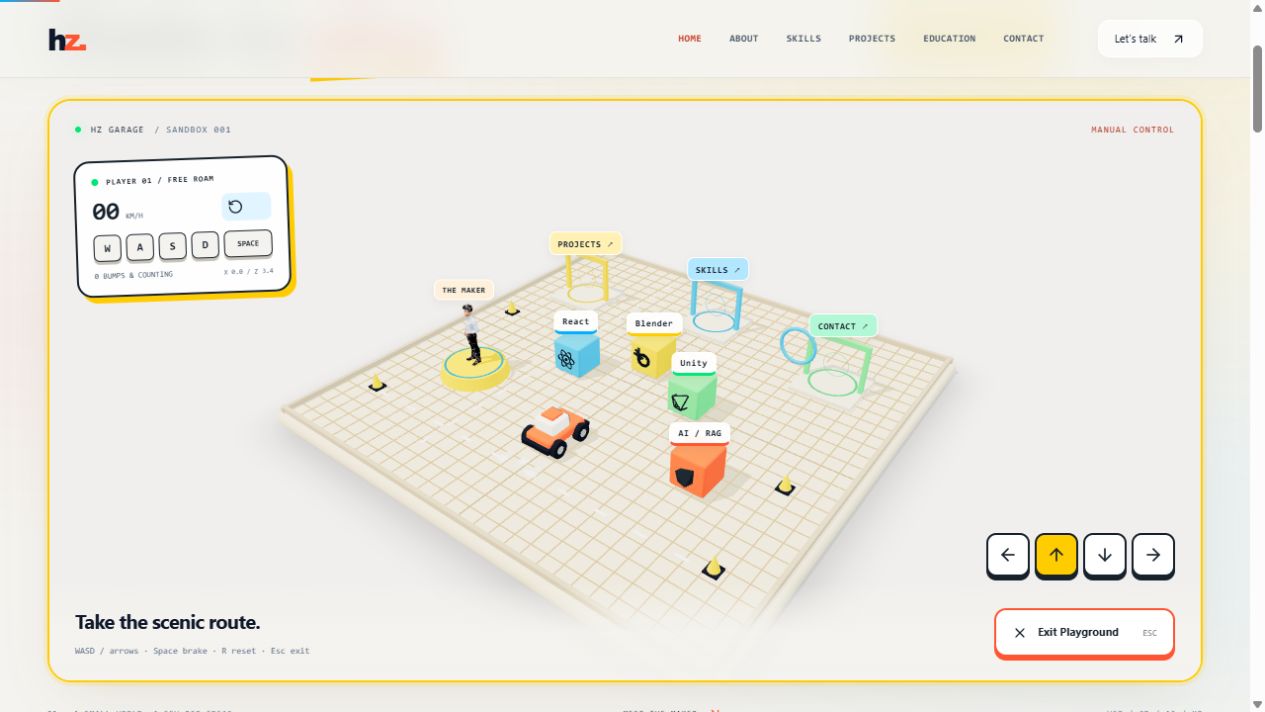 hz.
HOME ABOUT SKILLS PROJECTS EDUCATION CONTACT
Let's talk
HZ GARAGE / SANDBOX 001
MANUAL CONTROL
PLAYER 01 / FREE ROAM
00 KM/H
W A S D SPACE
0 BUMPS & COUNTING X 0.0 / Z 3.4
PROJECTS ↗
SKILLS ↗
THE MAKER
React
Blender
CONTACT ↗
Unity
AI / RAG
Take the scenic route.
WASD / arrows · Space brake · R reset · Esc exit
Exit Playground ESC